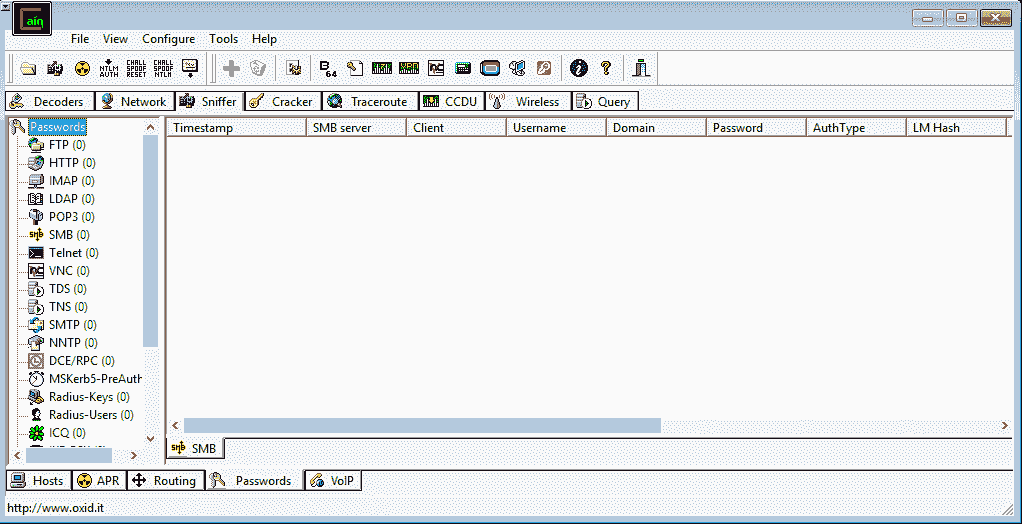 Cain
File View Configure Tools Help
NTLM AUTH CHALL SPOOF RESET CHALL SPOOF NTLM B 64
Decoders Network Sniffer Cracker Traceroute CCDU Wireless Query
Passwords Timestamp SMB server Client Username Domain Password AuthType LM Hash
FTP (0)
HTTP (0)
IMAP (0)
LDAP (0)
POP3 (0)
SMB (0)
Telnet (0)
VNC (0)
TDS (0)
TNS (0)
SMTP (0)
NNTP (0)
DCE/RPC (0)
MSKerb5-PreAuth
Radius-Keys (0)
Radius-Users (0)
ICQ (0)
SMB
Hosts APR Routing Passwords VoIP
http://www.oxid.it